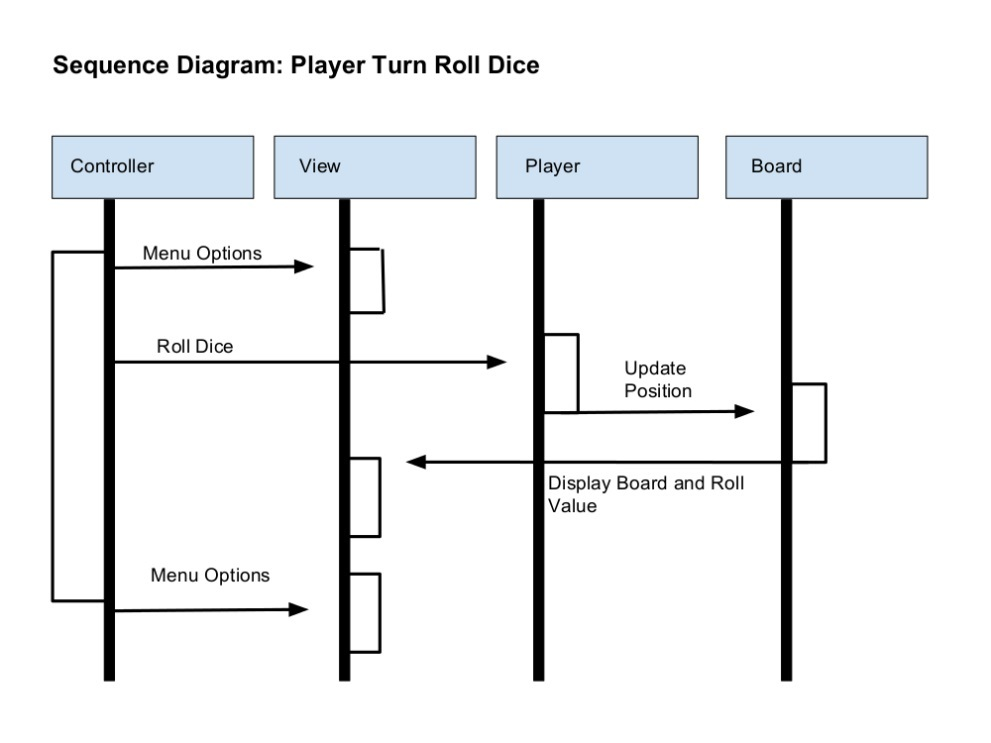 Sequence Diagram: Player Turn Roll Dice
Controller
View
Player
Board
Menu Options
Roll Dice
Update
Position
Display Board and Roll
Value
Menu Options